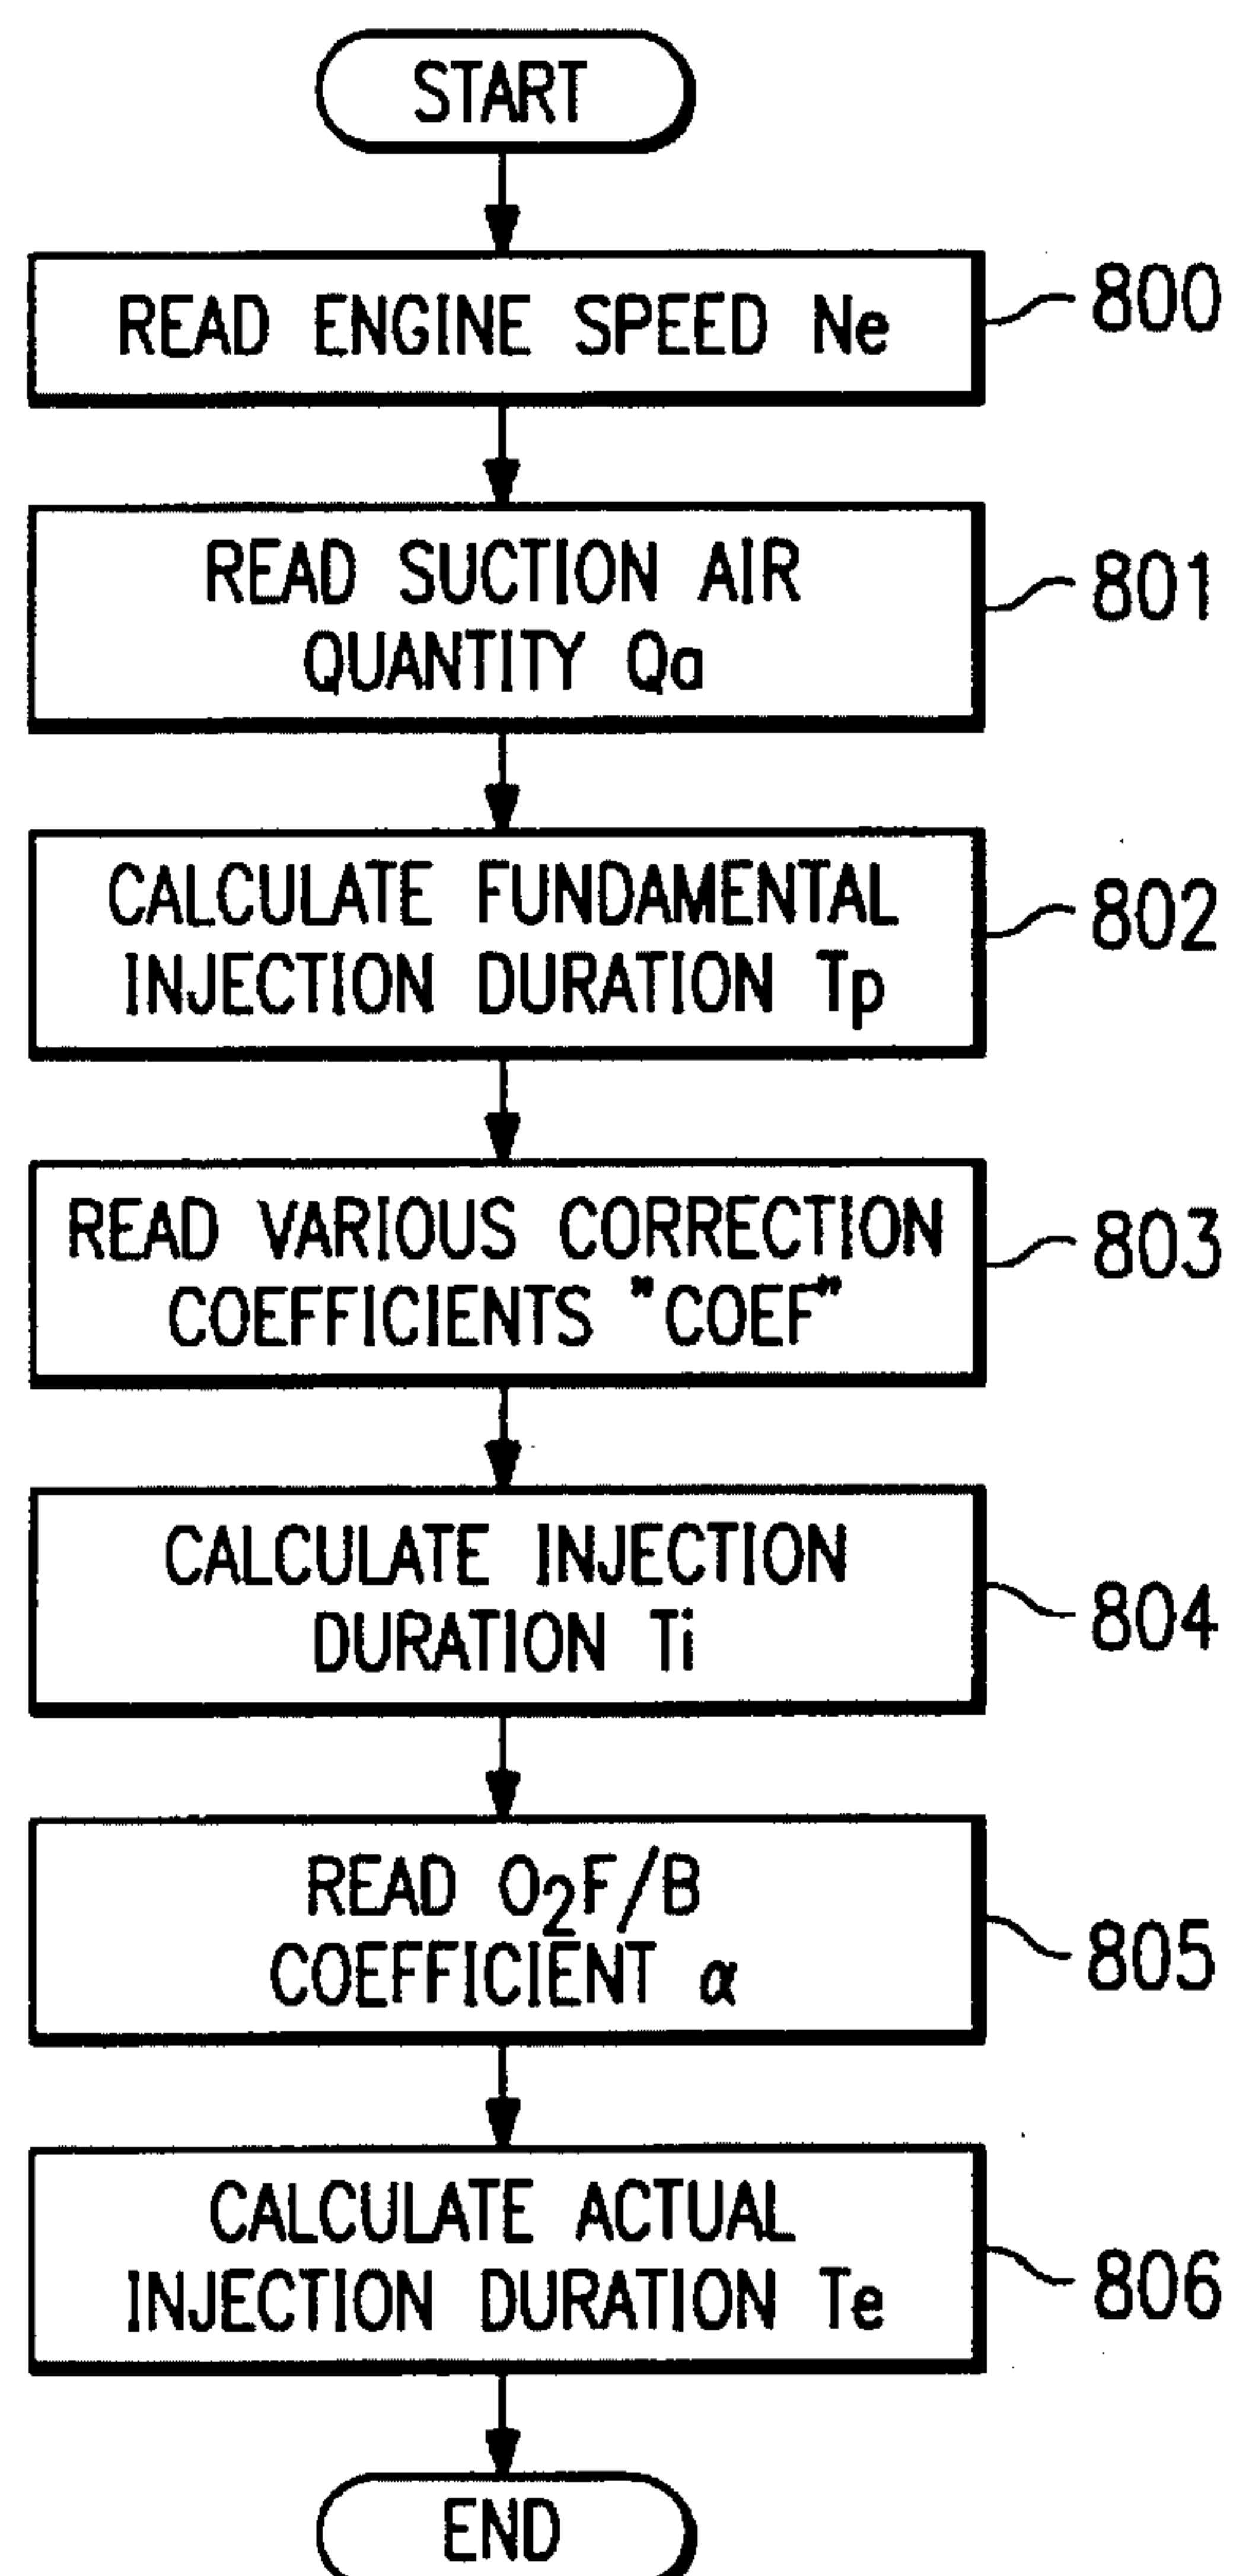 START
READ ENGINE SPEED Ne
800
READ SUCTION AIR
QUANTITY Qa
801
CALCULATE FUNDAMENTAL
INJECTION DURATION Tp
802
READ VARIOUS CORRECTION
COEFFICIENTS "COEF"
803
CALCULATE INJECTION
DURATION Ti
804
READ O₂F/B
COEFFICIENT α
805
CALCULATE ACTUAL
INJECTION DURATION Te
806
END